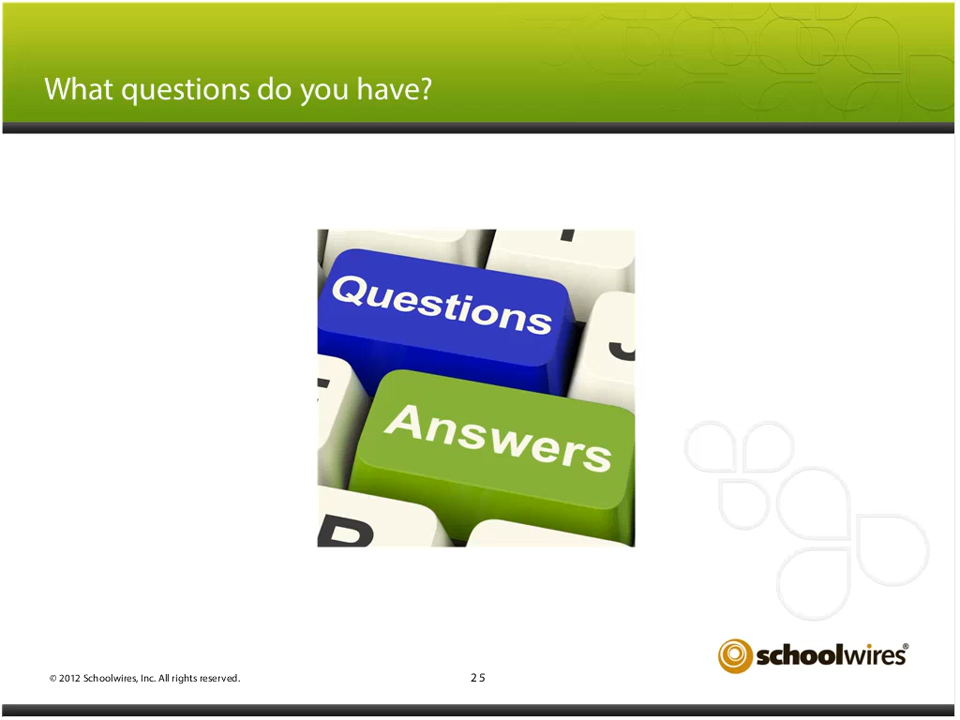 What questions do you have?
Questions
J
Answers
© 2012 Schoolwires, Inc. All rights reserved.
25
schoolwires®